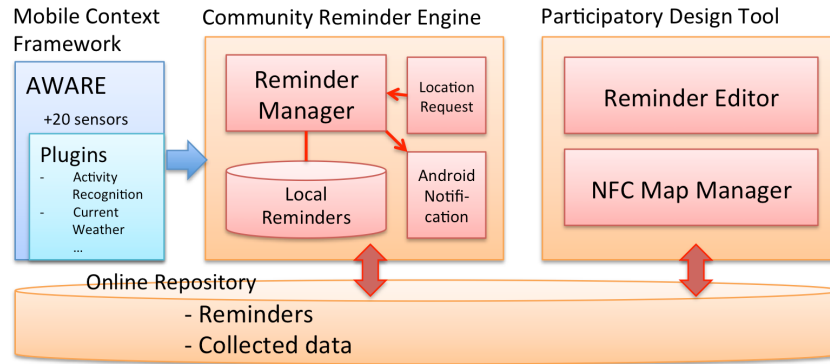 Mobile Context
Framework
AWARE
+20 sensors
Plugins
- Activity
Recognition
- Current
Weather
...
Community Reminder Engine
Reminder
Manager
Location
Request
Local
Reminders
Android
Notifi-
cation
Participatory Design Tool
Reminder Editor
NFC Map Manager
Online Repository
- Reminders
- Collected data